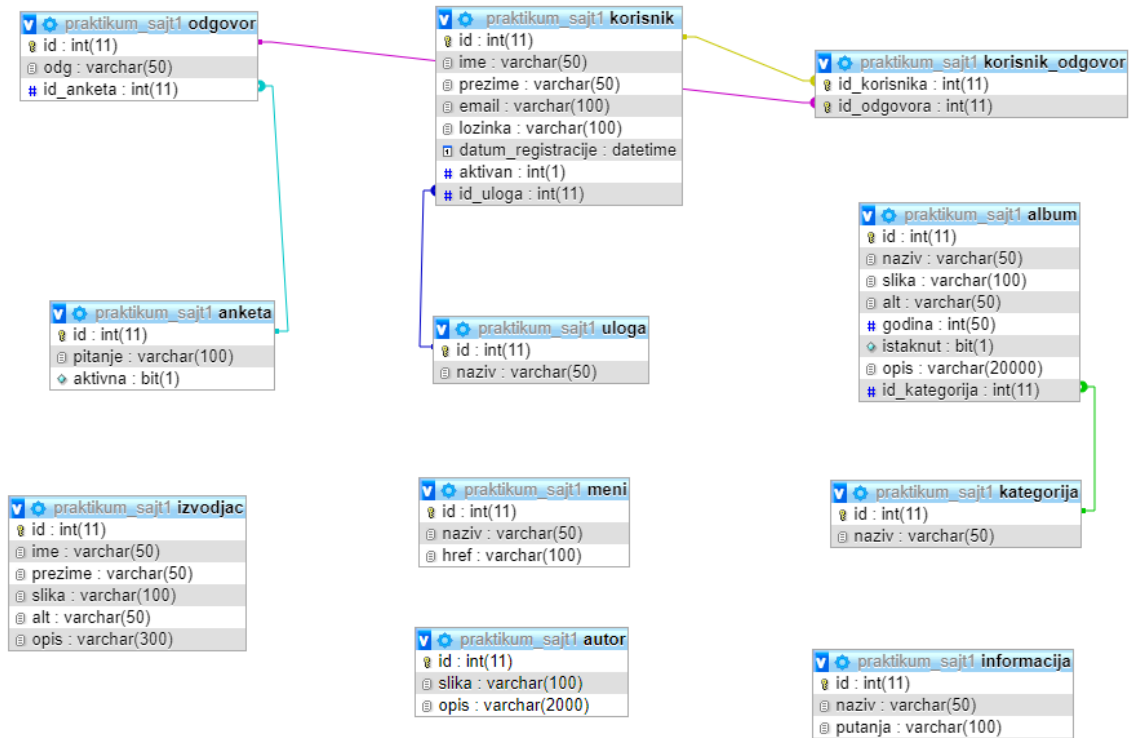 praktikum_sajt1 odgovor
id : int(11)
odg : varchar(50)
# id_anketa : int(11)
praktikum_sajt1 korisnik
id : int(11)
ime : varchar(50)
prezime : varchar(50)
email : varchar(100)
lozinka : varchar(100)
datum_registracije : datetime
# aktivan : int(1)
# id_uloga : int(11)
praktikum_sajt1 korisnik_odgovor
id_korisnika : int(11)
id_odgovora : int(11)
praktikum_sajt1 album
id : int(11)
naziv : varchar(50)
slika : varchar(100)
alt : varchar(50)
# godina : int(50)
istaknut : bit(1)
opis : varchar(20000)
# id_kategorija : int(11)
praktikum_sajt1 anketa
id : int(11)
pitanje : varchar(100)
aktivna : bit(1)
praktikum_sajt1 uloga
id : int(11)
naziv : varchar(50)
praktikum_sajt1 izvodjac
id : int(11)
ime : varchar(50)
prezime : varchar(50)
slika : varchar(100)
alt : varchar(50)
opis : varchar(300)
praktikum_sajt1 meni
id : int(11)
naziv : varchar(50)
href : varchar(100)
praktikum_sajt1 kategorija
id : int(11)
naziv : varchar(50)
praktikum_sajt1 autor
id : int(11)
slika : varchar(100)
opis : varchar(2000)
praktikum_sajt1 informacija
id : int(11)
naziv : varchar(50)
putanja : varchar(100)